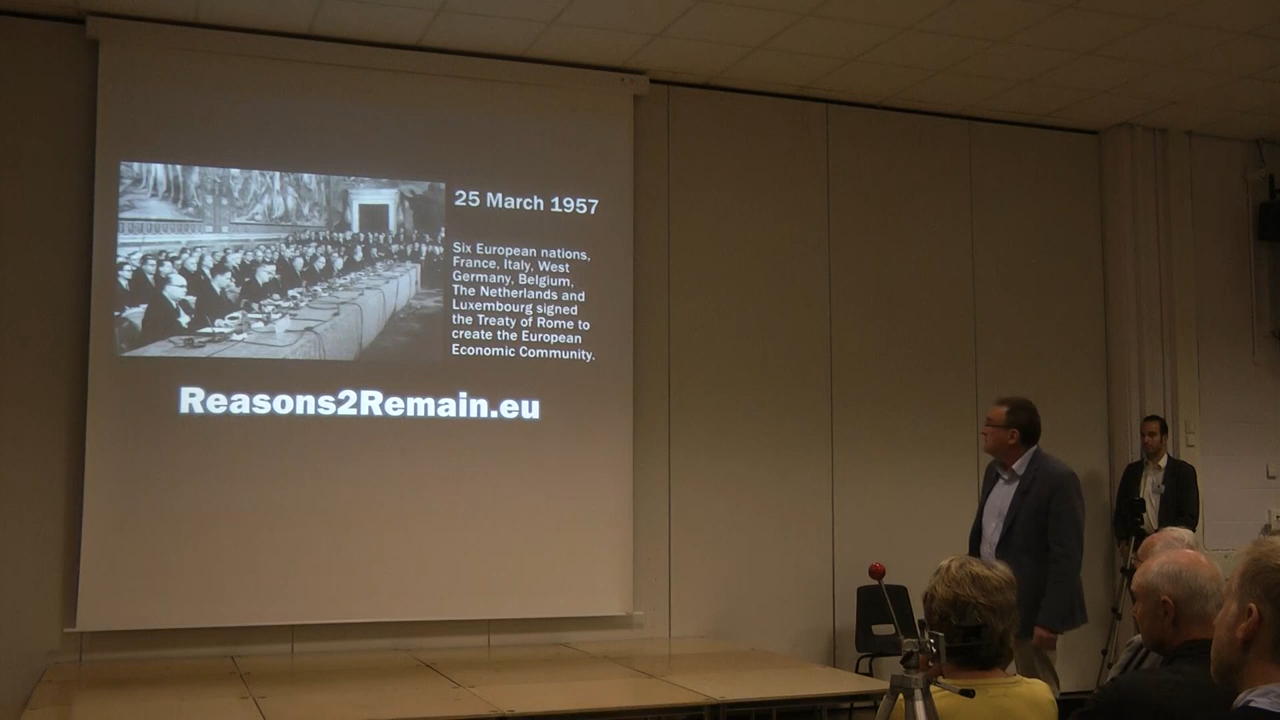 25 March 1957
Six European nations,
France, Italy, West
Germany, Belgium,
The Netherlands and
Luxembourg signed
the Treaty of Rome to
create the European
Economic Community.
Reasons2Remain.eu